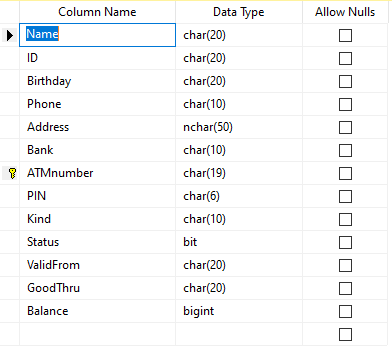 Column Name Data Type Allow Nulls
Name char(20)
ID char(20)
Birthday char(20)
Phone char(10)
Address nchar(50)
Bank char(10)
ATMnumber char(19)
PIN char(6)
Kind char(10)
Status bit
ValidFrom char(20)
GoodThru char(20)
Balance bigint